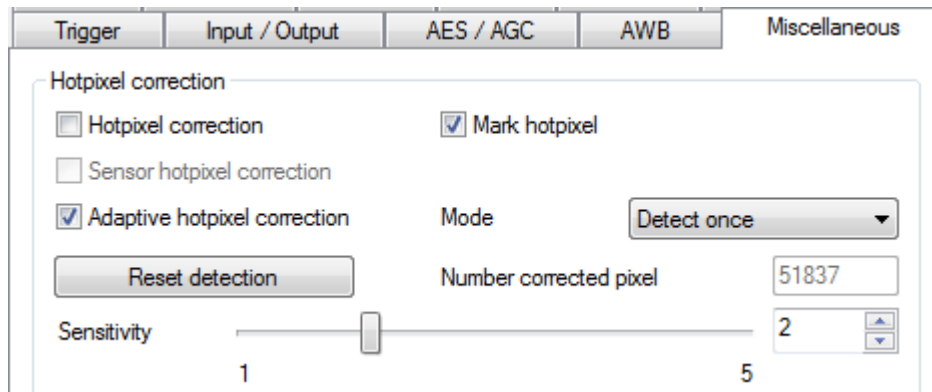 Trigger Input / Output AES / AGC AWB Miscellaneous
Hotpixel correction
Hotpixel correction Mark hotpixel
Sensor hotpixel correction
Adaptive hotpixel correction Mode Detect once
Reset detection Number corrected pixel 51837
Sensitivity 2
1 5